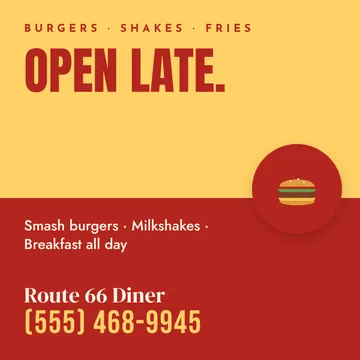 BURGERS · SHAKES · FRIES
OPEN LATE.
Smash burgers · Milkshakes ·
Breakfast all day
Route 66 Diner
(555) 468-9945